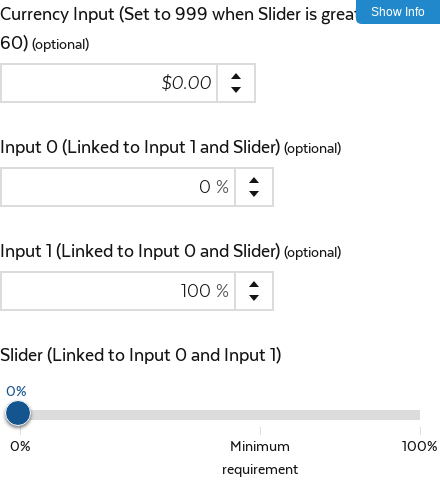 Currency Input (Set to 999 when Slider is
Show Info
60) (optional)
$0.00
Input 0 (Linked to Input 1 and Slider) (optional)
0 %
Input 1 (Linked to Input 0 and Slider) (optional)
100 %
Slider (Linked to Input 0 and Input 1)
0%
0%
Minimum
100%
requirement